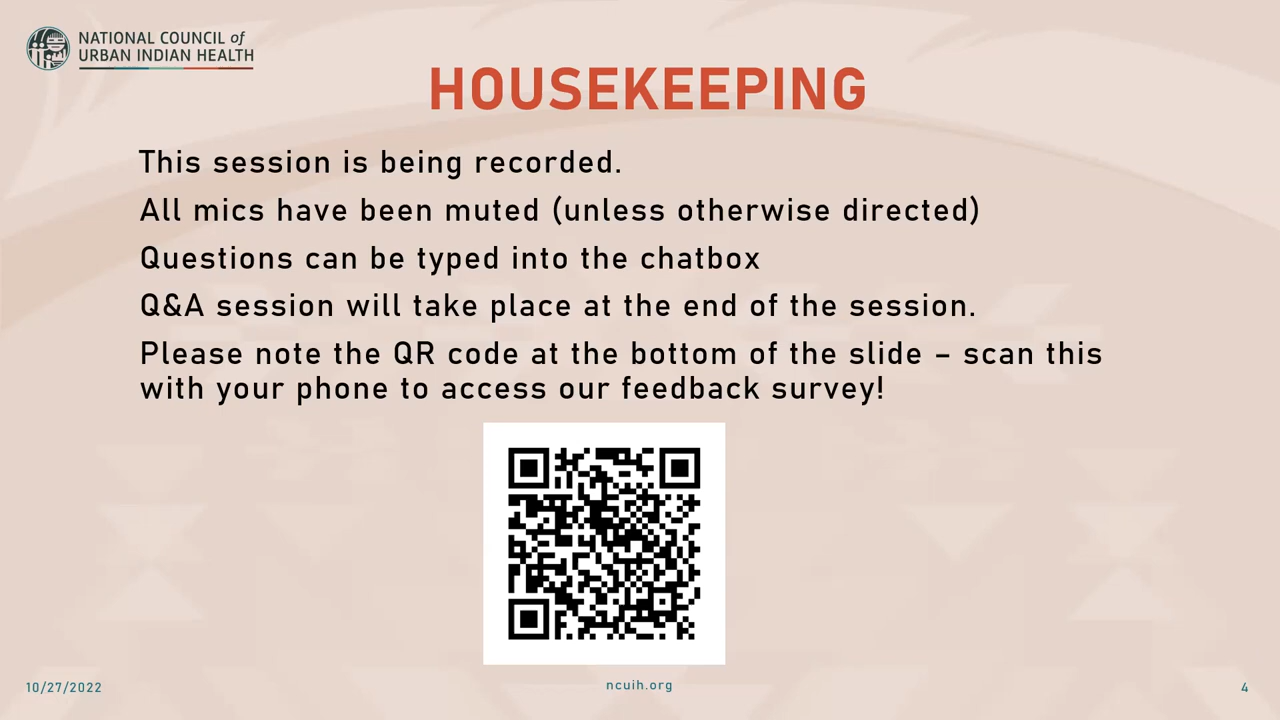 NATIONAL COUNCIL of
URBAN INDIAN HEALTH
HOUSEKEEPING
This session is being recorded.
All mics have been muted (unless otherwise directed)
Questions can be typed into the chatbox
Q&A session will take place at the end of the session.
Please note the QR code at the bottom of the slide – scan this
with your phone to access our feedback survey!
10/27/2022
ncuih.org
4